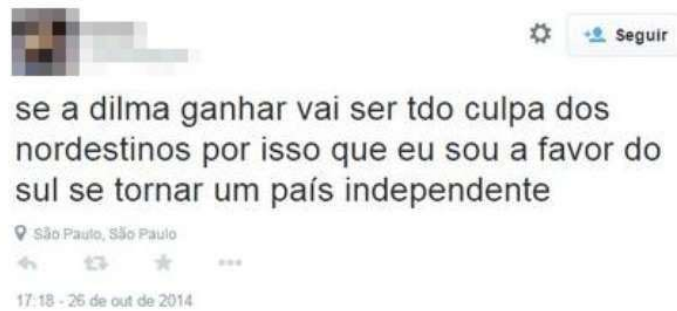 Seguir
se a dilma ganhar vai ser tdo culpa dos
nordestinos por isso que eu sou a favor do
sul se tornar um país independente
São Paulo, São Paulo
17:18 - 26 de out de 2014